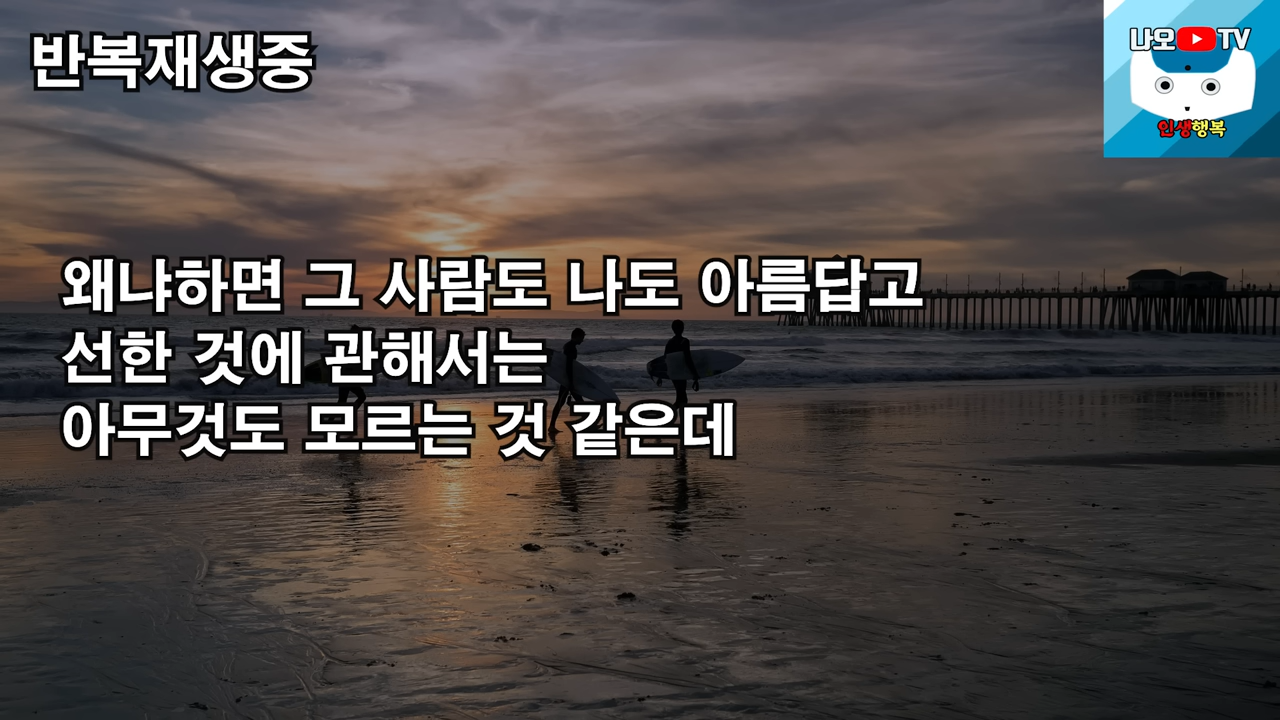 반복재생중
나오 TV
인생행복
왜냐하면 그 사람도 나도 아름답고
선한 것에 관해서는
아무것도 모르는 것 같은데